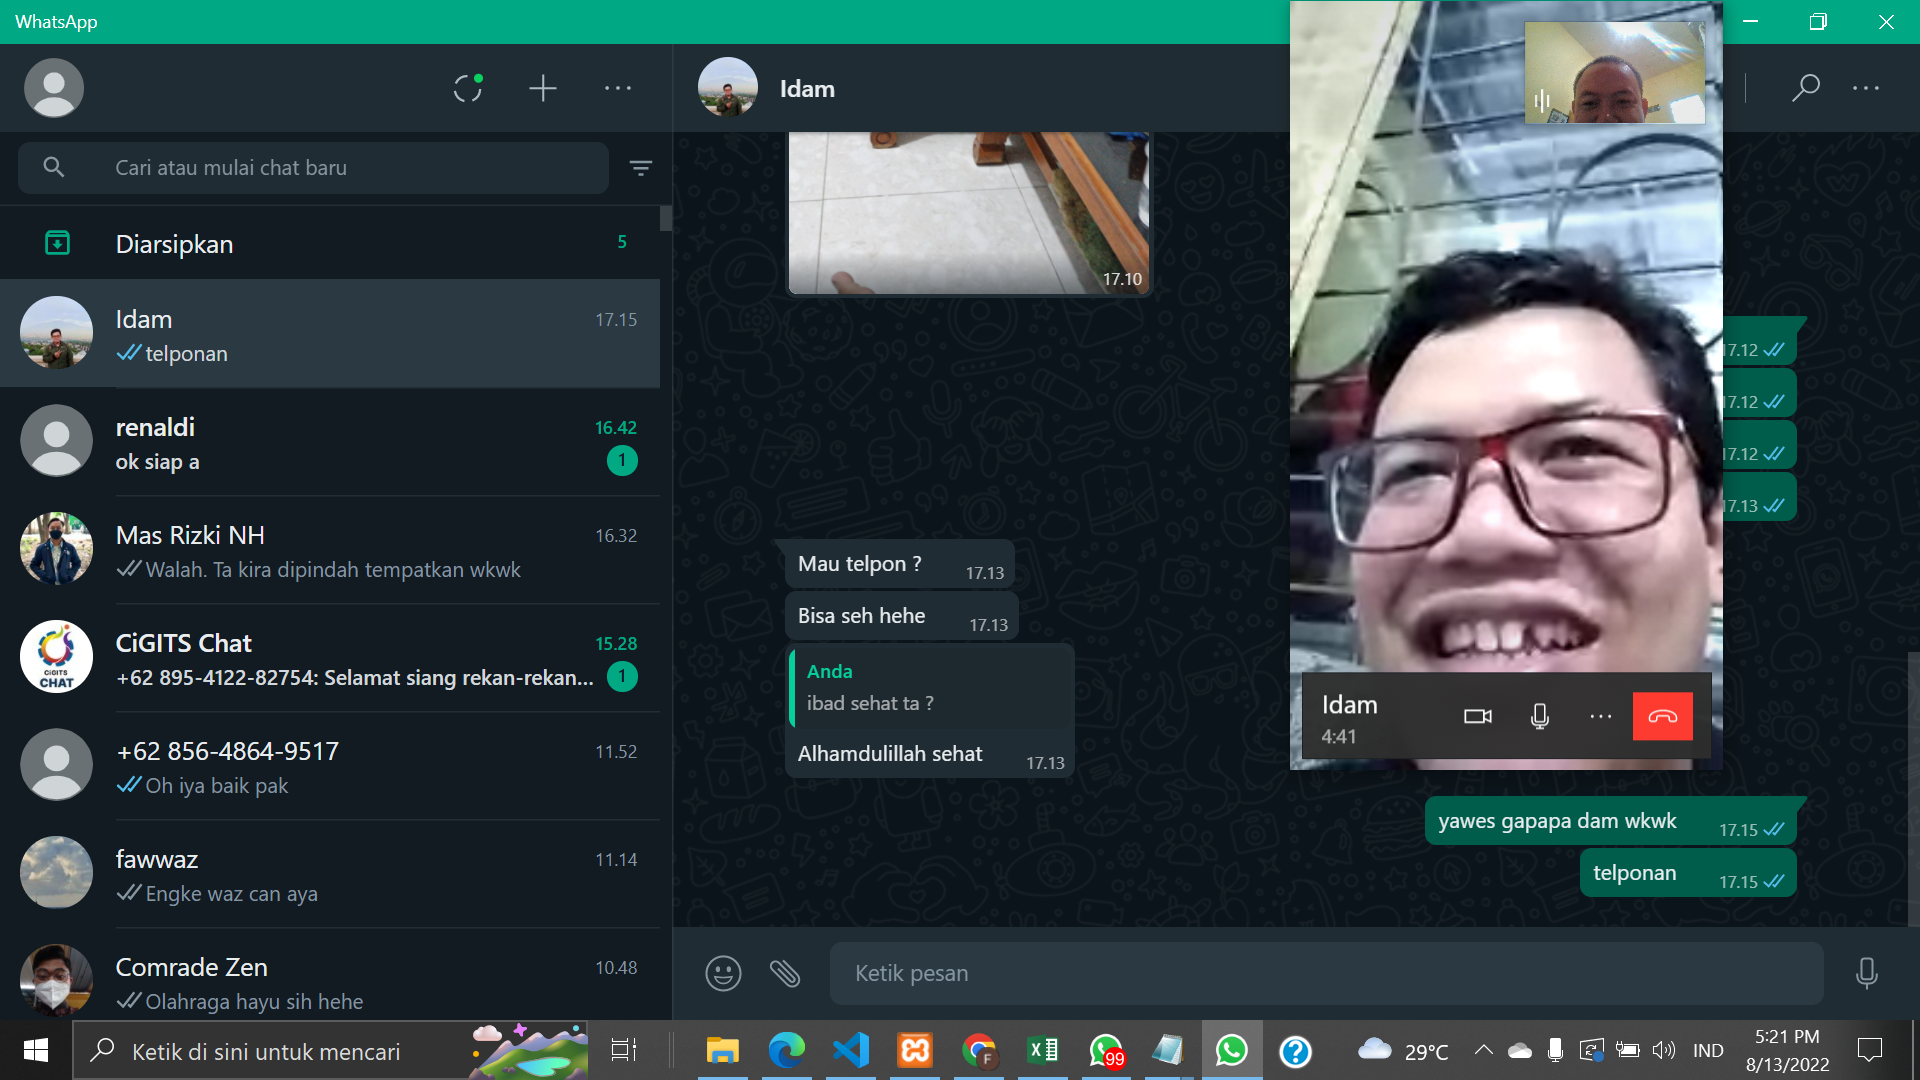 WhatsApp
Cari atau mulai chat baru
Diarsipkan
5
Idam
17.15
telponan
renaldi
16.42
ok siap a
1
Mas Rizki NH
16.32
Walah. Ta kira dipindah tempatkan wkwk
CiGITS Chat
15.28
+62 895-4122-82754: Selamat siang rekan-rekan...
1
CiGITS
CHAT
+62 856-4864-9517
11.52
Oh iya baik pak
fawwaz
11.14
Engke waz can aya
Comrade Zen
10.48
Olahraga hayu sih hehe
Idam
17.10
17.12
17.12
17.12
17.13
Mau telpon ?
17.13
Bisa seh hehe
17.13
Anda
ibad sehat ta ?
Alhamdulillah sehat
17.13
Idam
4:41
yawes gapapa dam wkwk
17.15
telponan
17.15
Ketik pesan
Ketik di sini untuk mencari
F
99
29°C
IND
5:21 PM
8/13/2022